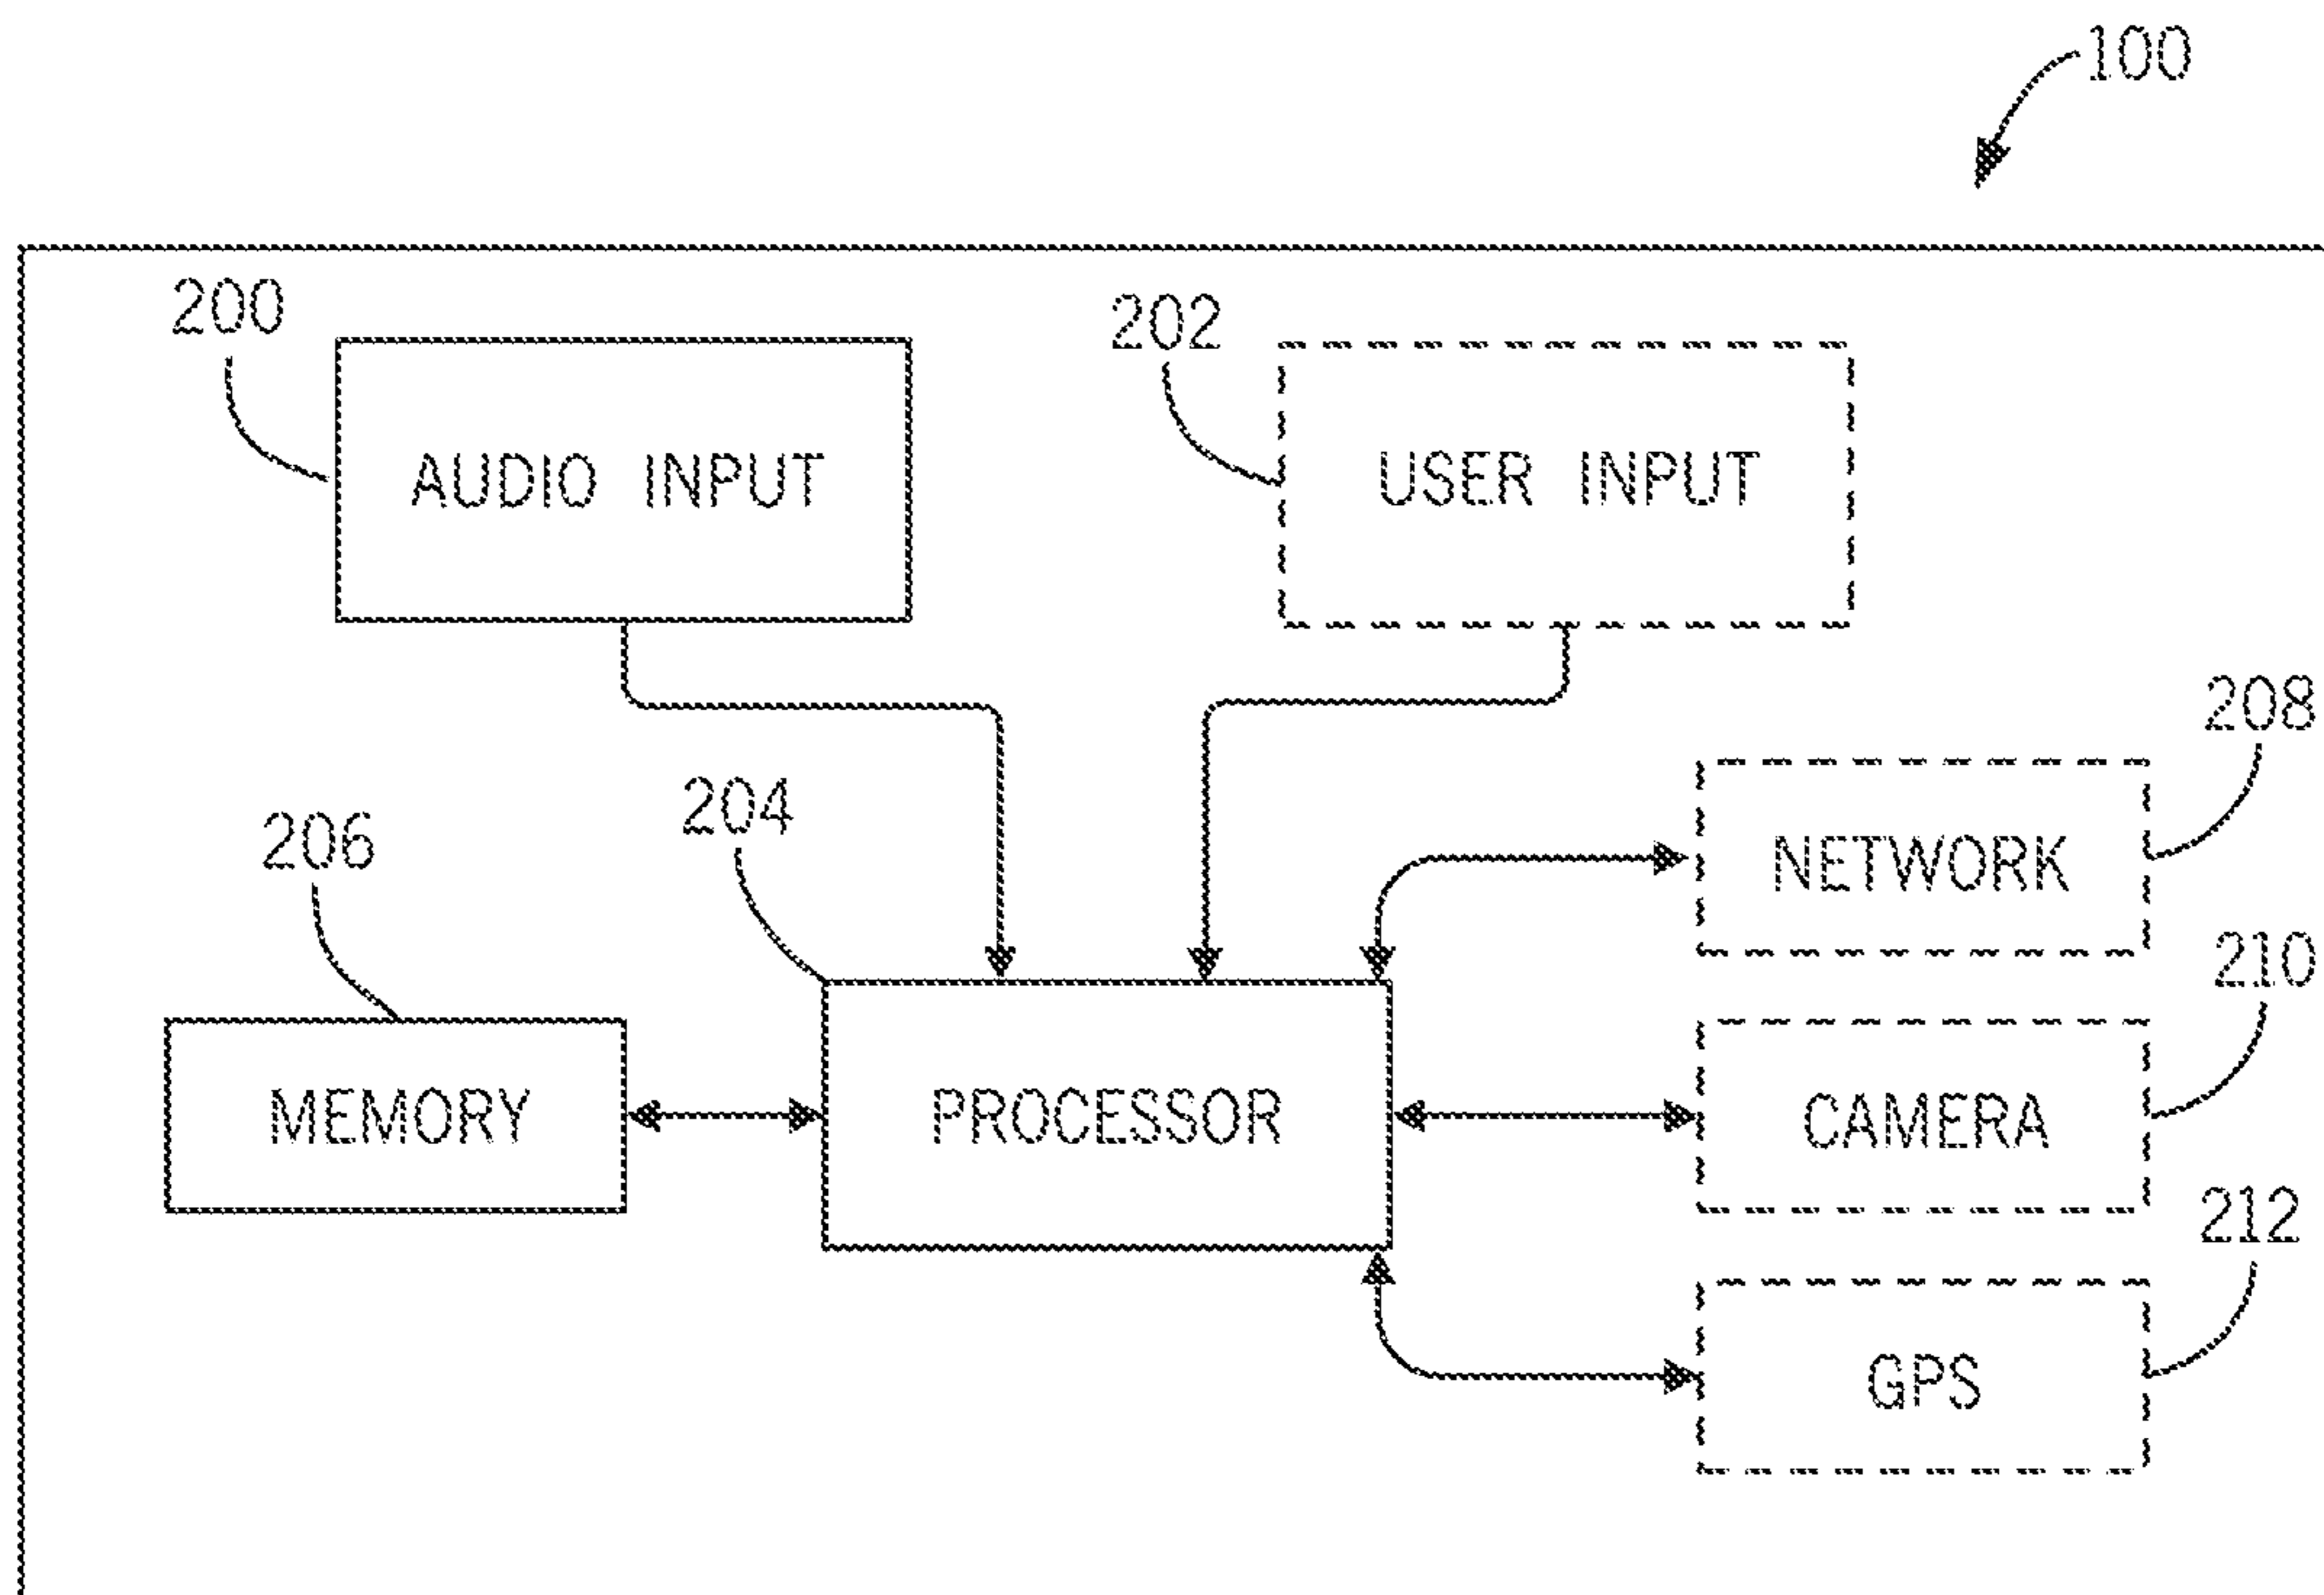 100
200
202
AUDIO INPUT
USER INPUT
208
204
206
NETWORK
210
MEMORY
PROCESSOR
CAMERA
212
GPS